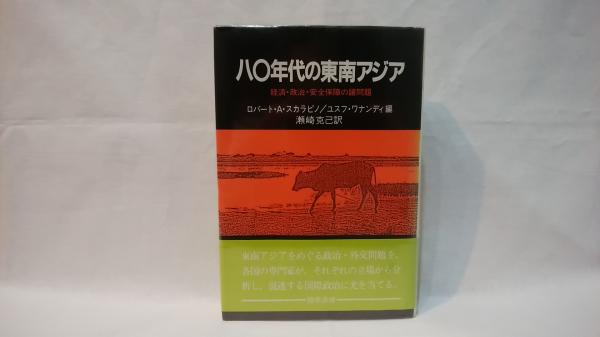 八〇年代の東南アジア
経済・政治・安全保障の諸問題
ロバート・A・スカラピノ／ユスフ・ワナンディ編
瀬崎克己訳
東南アジアをめぐる政治・外交問題を、
各国の専門家が、それぞれの立場から分
析し、混迷する国際政治に光を当てる。